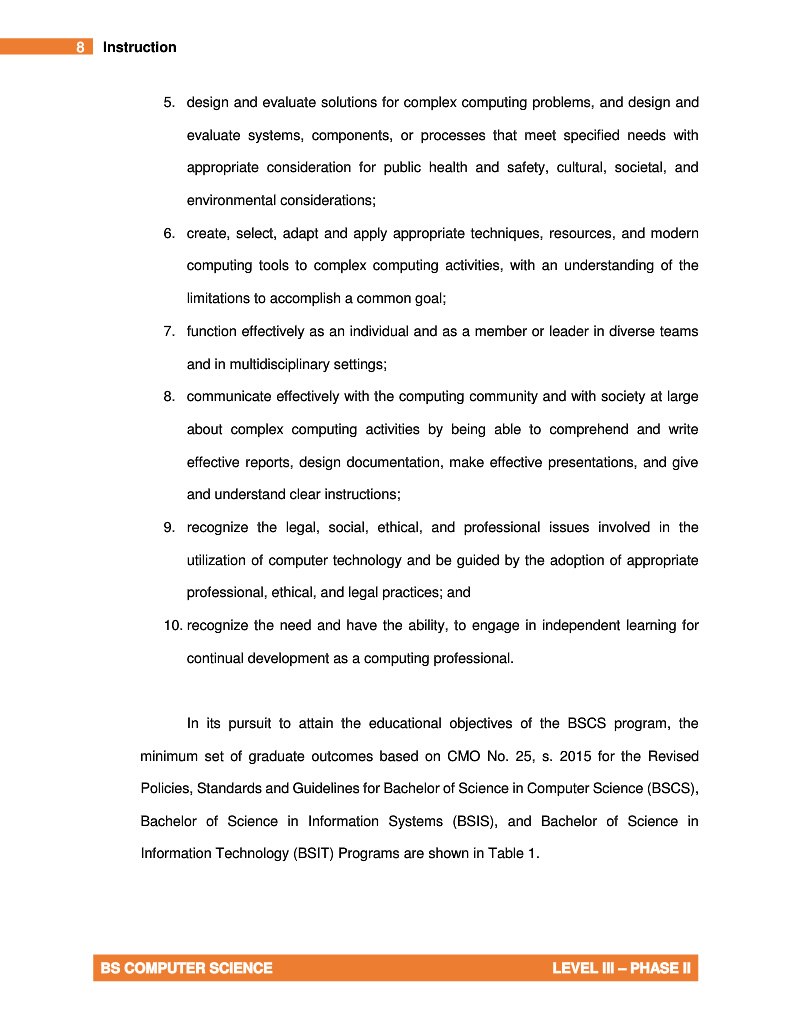 8 Instruction
5. design and evaluate solutions for complex computing problems, and design and
evaluate systems, components, or processes that meet specified needs with
appropriate consideration for public health and safety, cultural, societal, and
environmental considerations;
6. create, select, adapt and apply appropriate techniques, resources, and modern
computing tools to complex computing activities, with an understanding of the
limitations to accomplish a common goal;
7. function effectively as an individual and as a member or leader in diverse teams
and in multidisciplinary settings;
8. communicate effectively with the computing community and with society at large
about complex computing activities by being able to comprehend and write
effective reports, design documentation, make effective presentations, and give
and understand clear instructions;
9. recognize the legal, social, ethical, and professional issues involved in the
utilization of computer technology and be guided by the adoption of appropriate
professional, ethical, and legal practices; and
10. recognize the need and have the ability, to engage in independent learning for
continual development as a computing professional.
In its pursuit to attain the educational objectives of the BSCS program, the
minimum set of graduate outcomes based on CMO No. 25, s. 2015 for the Revised
Policies, Standards and Guidelines for Bachelor of Science in Computer Science (BSCS),
Bachelor of Science in Information Systems (BSIS), and Bachelor of Science in
Information Technology (BSIT) Programs are shown in Table 1.
BS COMPUTER SCIENCE LEVEL III – PHASE II